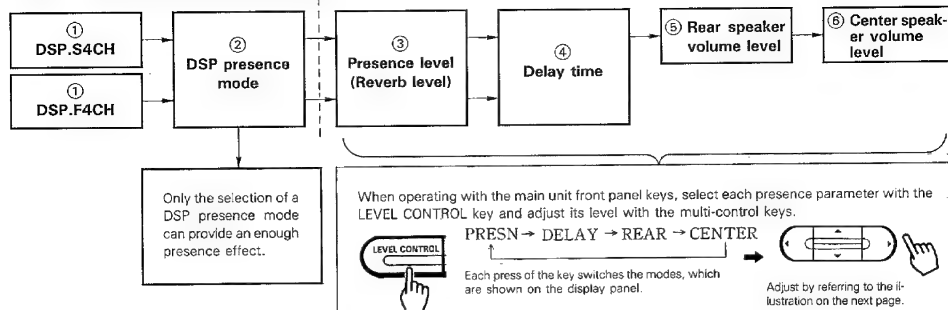 ①
DSP.S4CH
①
DSP.F4CH
②
DSP presence
mode
③
Presence level
(Reverb level)
④
Delay time
⑤ Rear speaker
volume level
⑥ Center speak-
er volume
level
Only the selection of a
DSP presence mode
can provide an enough
presence effect.
When operating with the main unit front panel keys, select each presence parameter with the
LEVEL CONTROL key and adjust its level with the multi-control keys.
LEVEL CONTROL
PRESN → DELAY → REAR → CENTER
Each press of the key switches the modes, which
are shown on the display panel.
Adjust by referring to the il-
lustration on the next page.